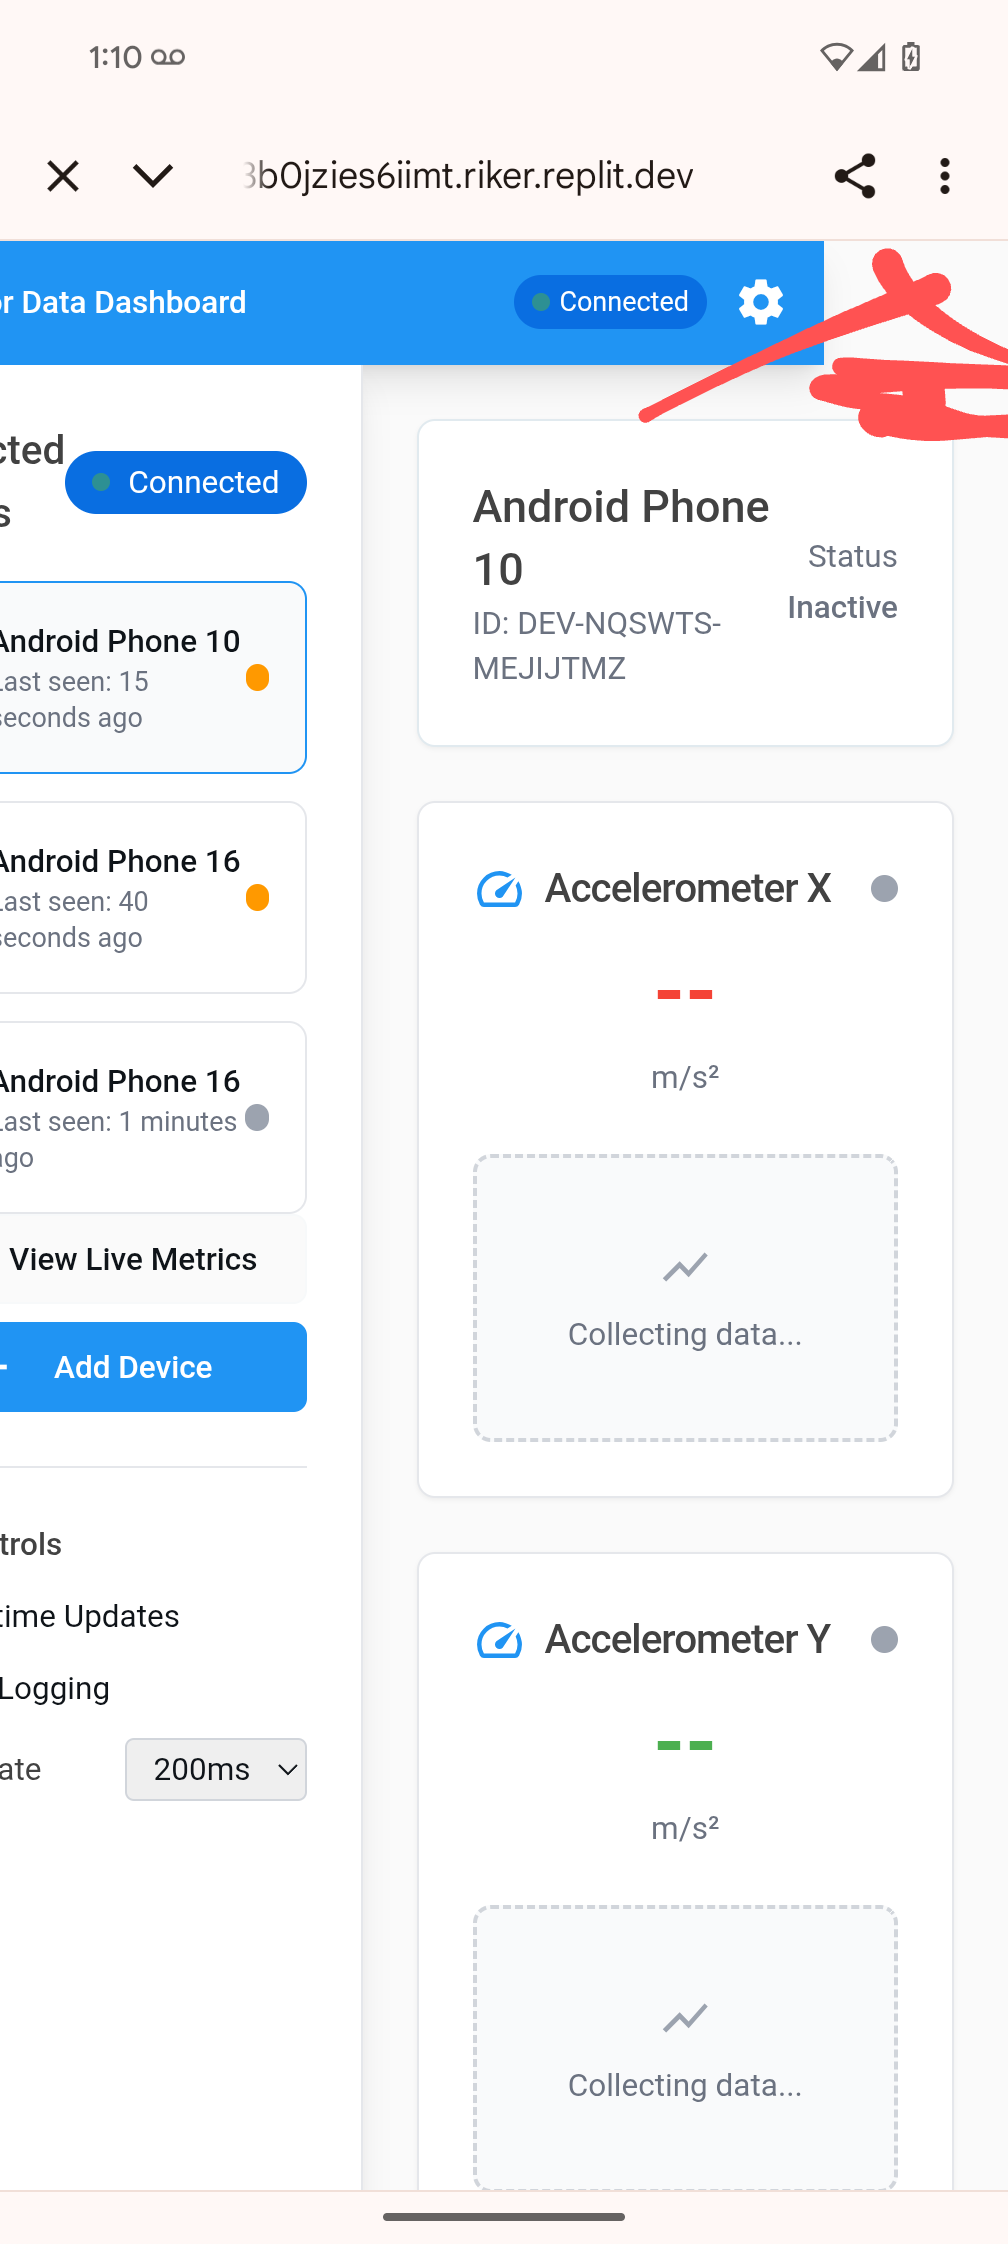 1:10
3b0jzies6iimt.riker.replit.dev
or Data Dashboard
Connected
cted
s
Connected
Android Phone 10
Last seen: 15
seconds ago
Android Phone 16
Last seen: 40
seconds ago
Android Phone 16
Last seen: 1 minutes
ago
View Live Metrics
Add Device
trols
time Updates
Logging
ate
200ms
Android Phone
10
ID: DEV-NQSWTS-
MEJIJTMZ
Status
Inactive
Accelerometer X
--
m/s²
Collecting data...
Accelerometer Y
--
m/s²
Collecting data...